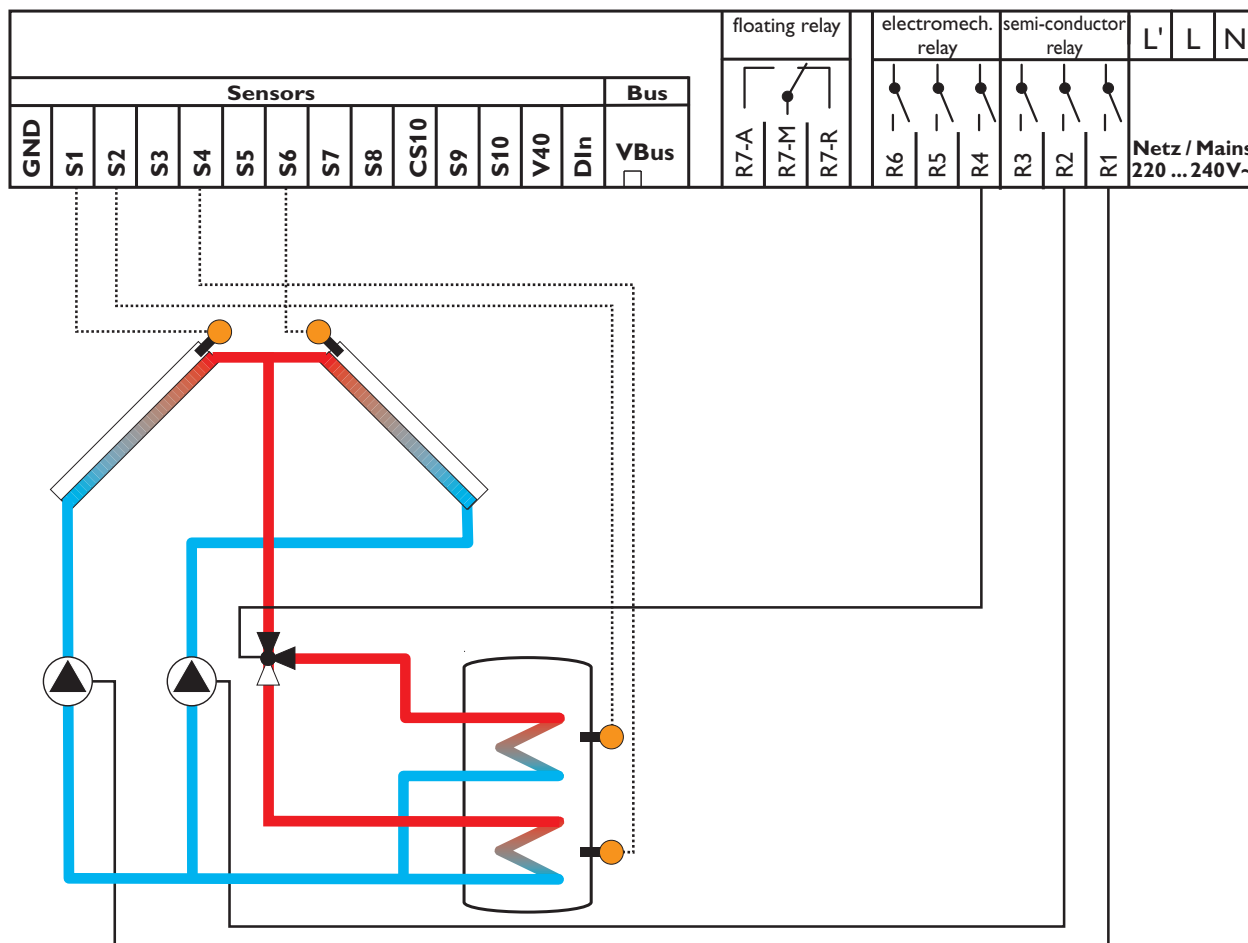 floating relay
electromech.
relay
semi-conductor
relay
L'
L
N
Sensors
Bus
GND
S1
S2
S3
S4
S5
S6
S7
S8
CS10
S9
S10
V40
DIn
VBus
R7-A
R7-M
R7-R
R6
R5
R4
R3
R2
R1
Netz / Mains
220 ... 240V~